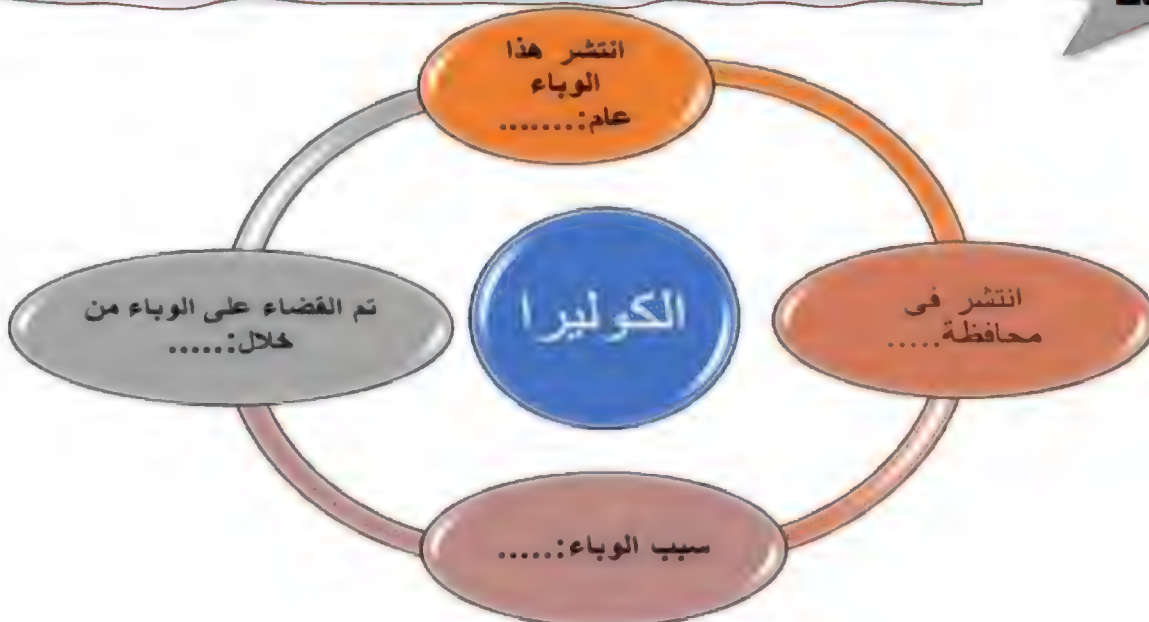 انتشر هذا
الوباء
عام:.......
الكوليرا
انتشر فى
محافظة.....
تم القضاء على الوباء من
خلال:.....
سبب الوباء:.....